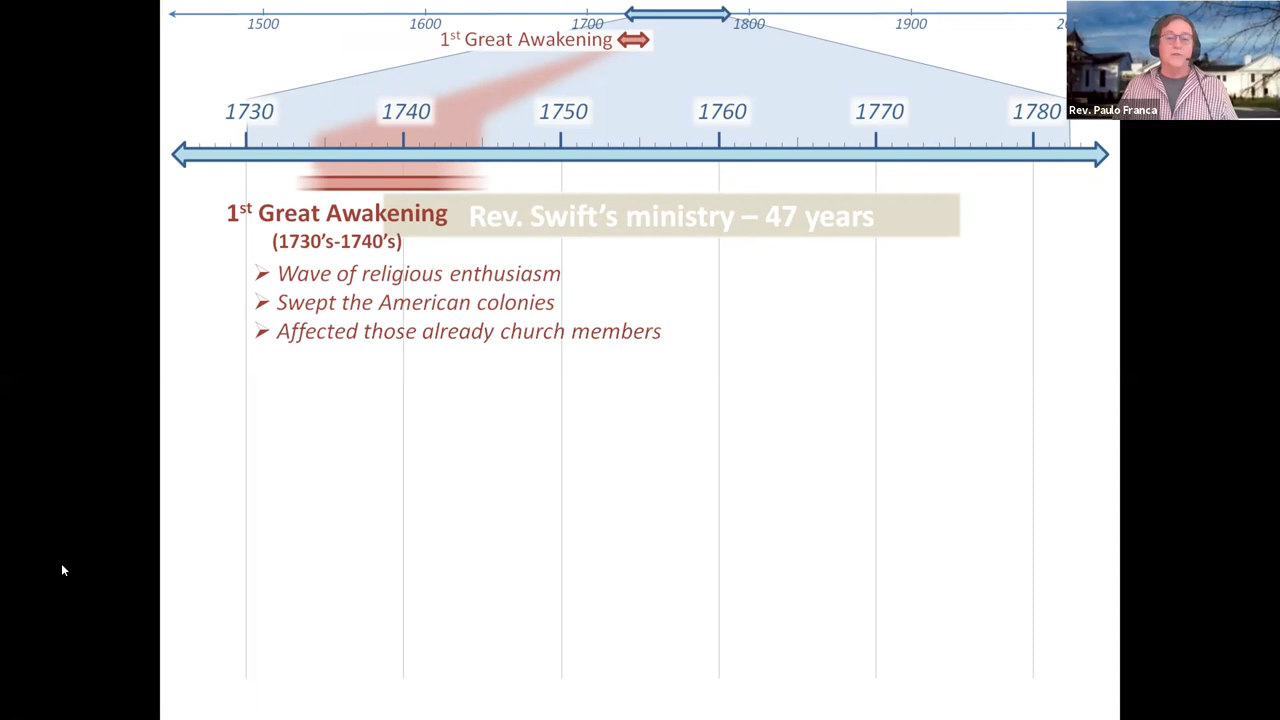 1500 1600 1700 1800 1900
1st Great Awakening
1730 1740 1750 1760 1770 1780
Rev. Paulo Franca
1st Great Awakening
Rev. Swift’s ministry – 47 years
(1730’s-1740’s)
Wave of religious enthusiasm
Swept the American colonies
Affected those already church members